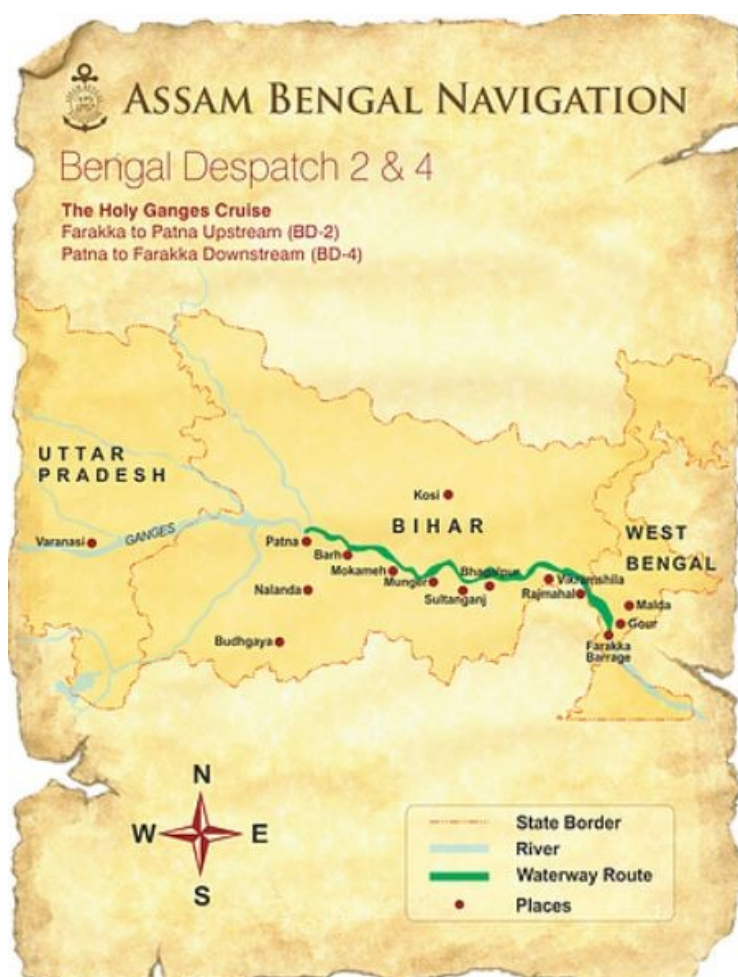 ASSAM BENGAL NAVIGATION
Bengal Despatch 2 & 4
The Holy Ganges Cruise
Farakka to Patna Upstream (BD-2)
Patna to Farakka Downstream (BD-4)
UTTAR
PRADESH
Varanasi
GANGES
Kosi
BIHAR
Patna
Barh
Mokameh
Munger
Bhagalpur
Sultanganj
Nalanda
Budhgaya
Vikramshila
Rajmahal
WEST
BENGAL
Malda
Gour
Farakka
Barrage
N
W E
S
State Border
River
Waterway Route
Places